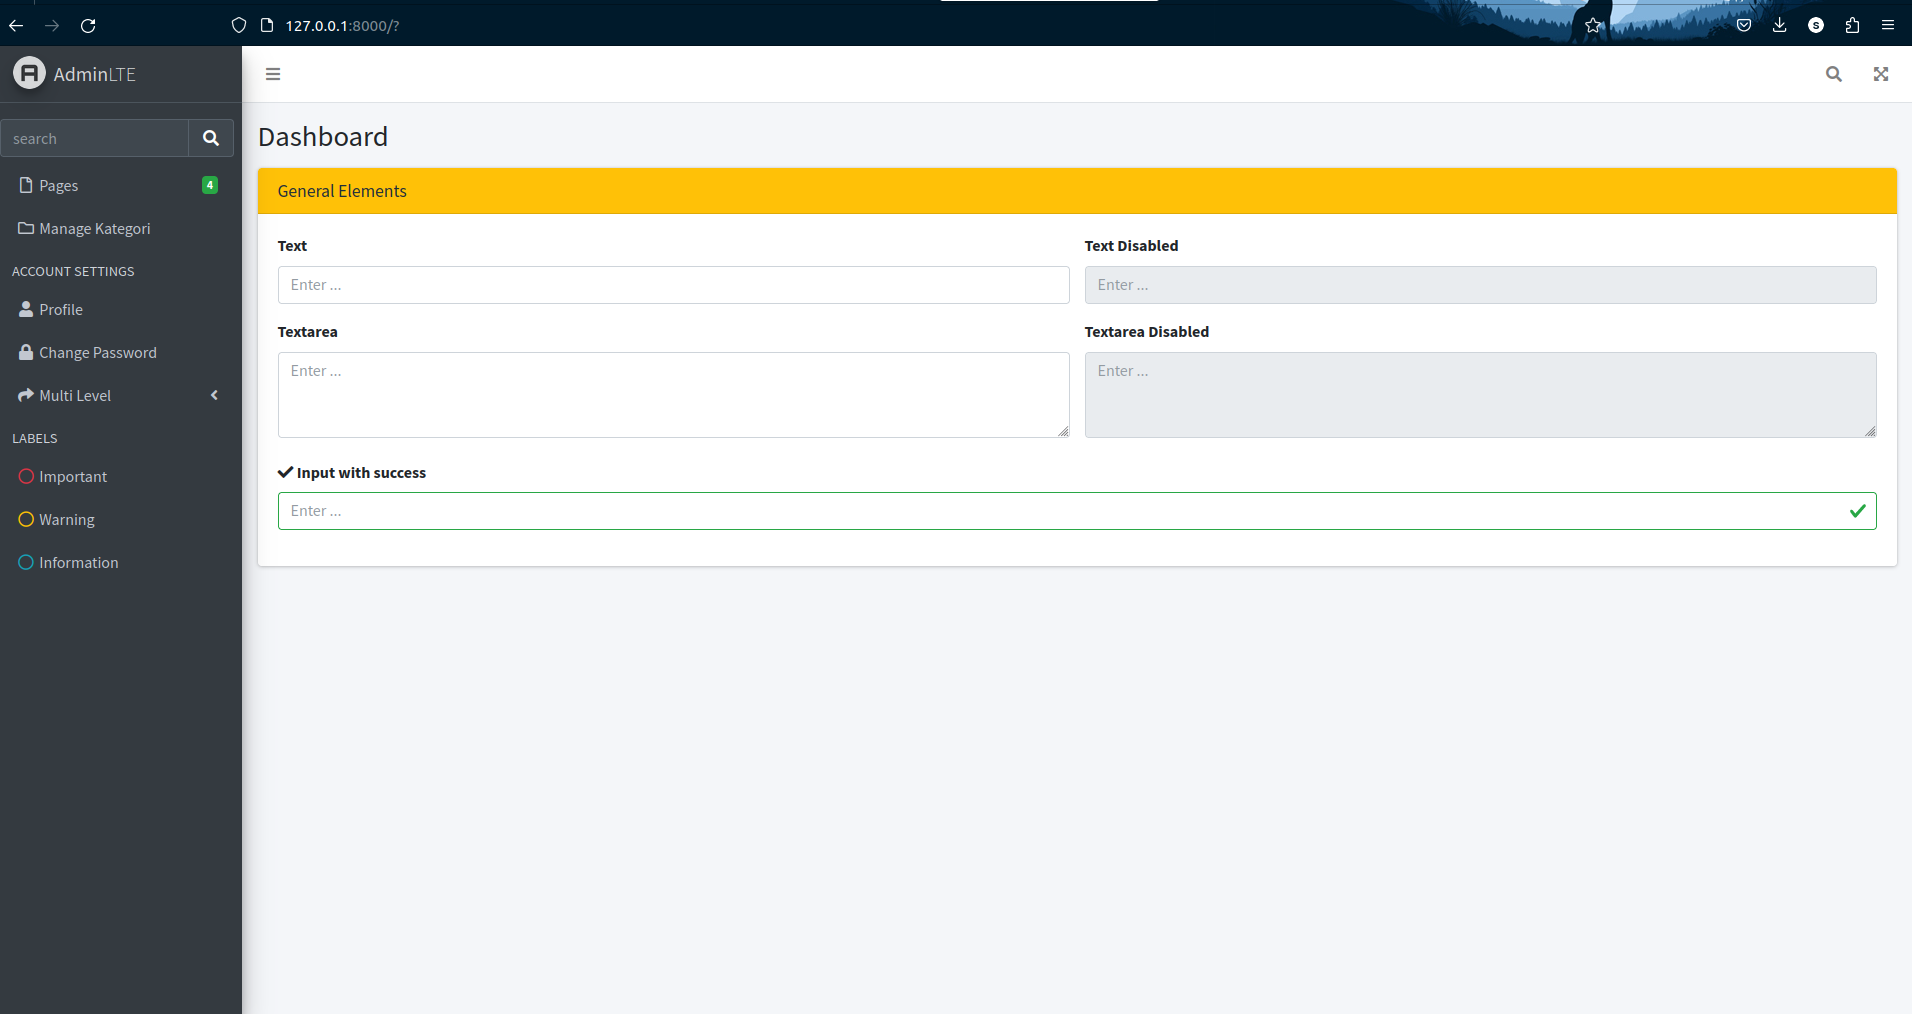 127.0.0.1:8000/?
S
AdminLTE
search
Pages
4
Manage Kategori
ACCOUNT SETTINGS
Profile
Change Password
Multi Level
LABELS
Important
Warning
Information
Dashboard
General Elements
Text
Text Disabled
Enter ...
Enter ...
Textarea
Textarea Disabled
Enter ...
Enter ...
Input with success
Enter ...